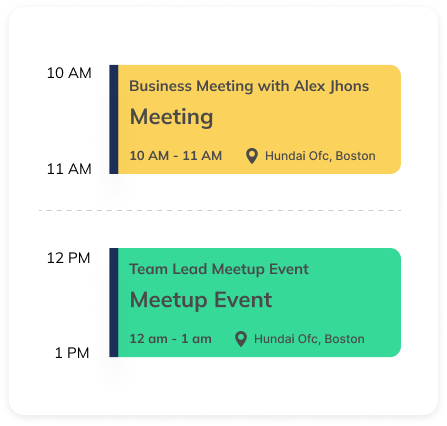 10 AM
Business Meeting with Alex Jhons
Meeting
10 AM - 11 AM Hundai Ofc, Boston
11 AM
12 PM
Team Lead Meetup Event
Meetup Event
12 am - 1 am Hundai Ofc, Boston
1 PM